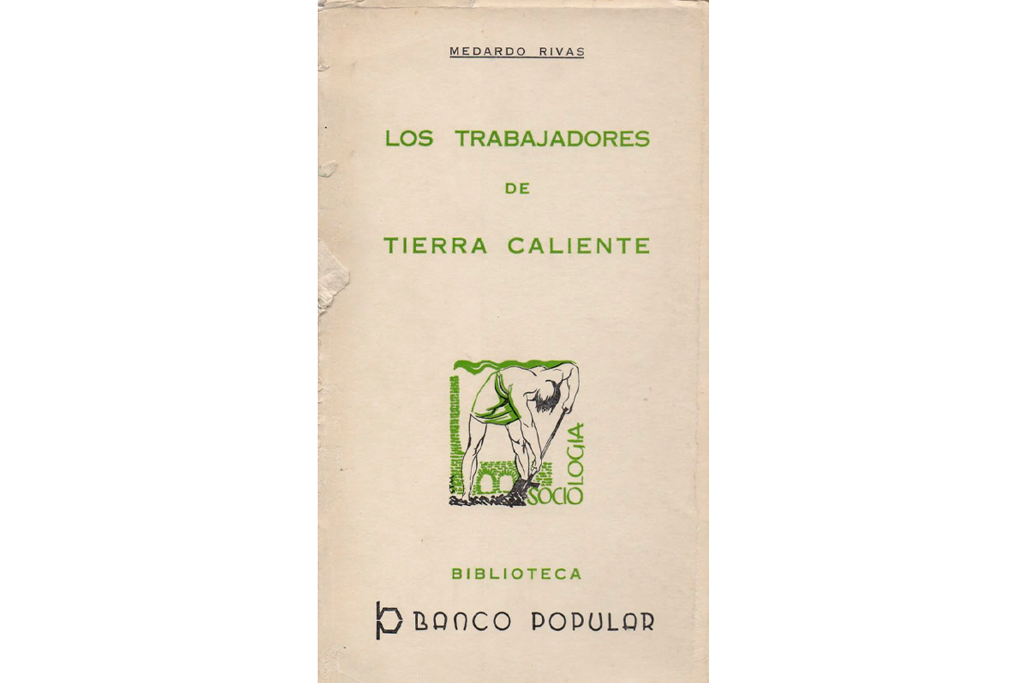 MEDARDO RIVAS
LOS TRABAJADORES
DE
TIERRA CALIENTE
SOCIOLOGIA
BIBLIOTECA
BANCO POPULAR